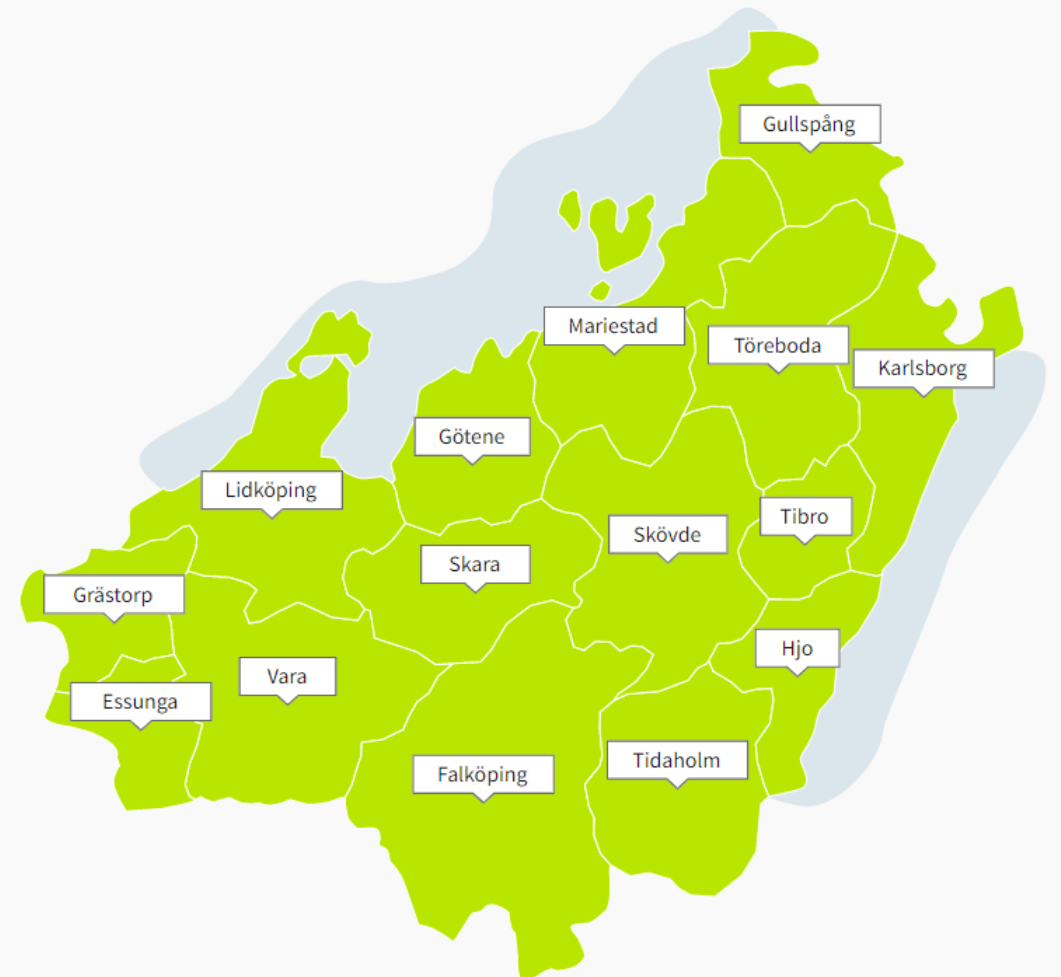 Gullspång
Mariestad
Töreboda
Karlsborg
Götene
Lidköping
Tibro
Skövde
Skara
Grästorp
Hjo
Vara
Essunga
Tidaholm
Falköping